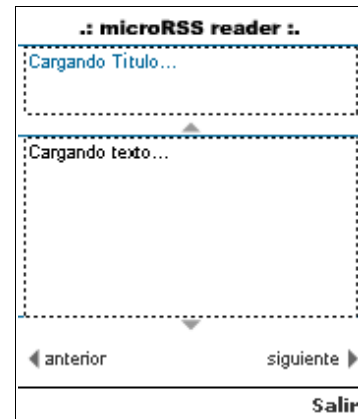 .: microRSS reader :.
Cargando Titulo...
Cargando texto...
anterior siguiente
Salir